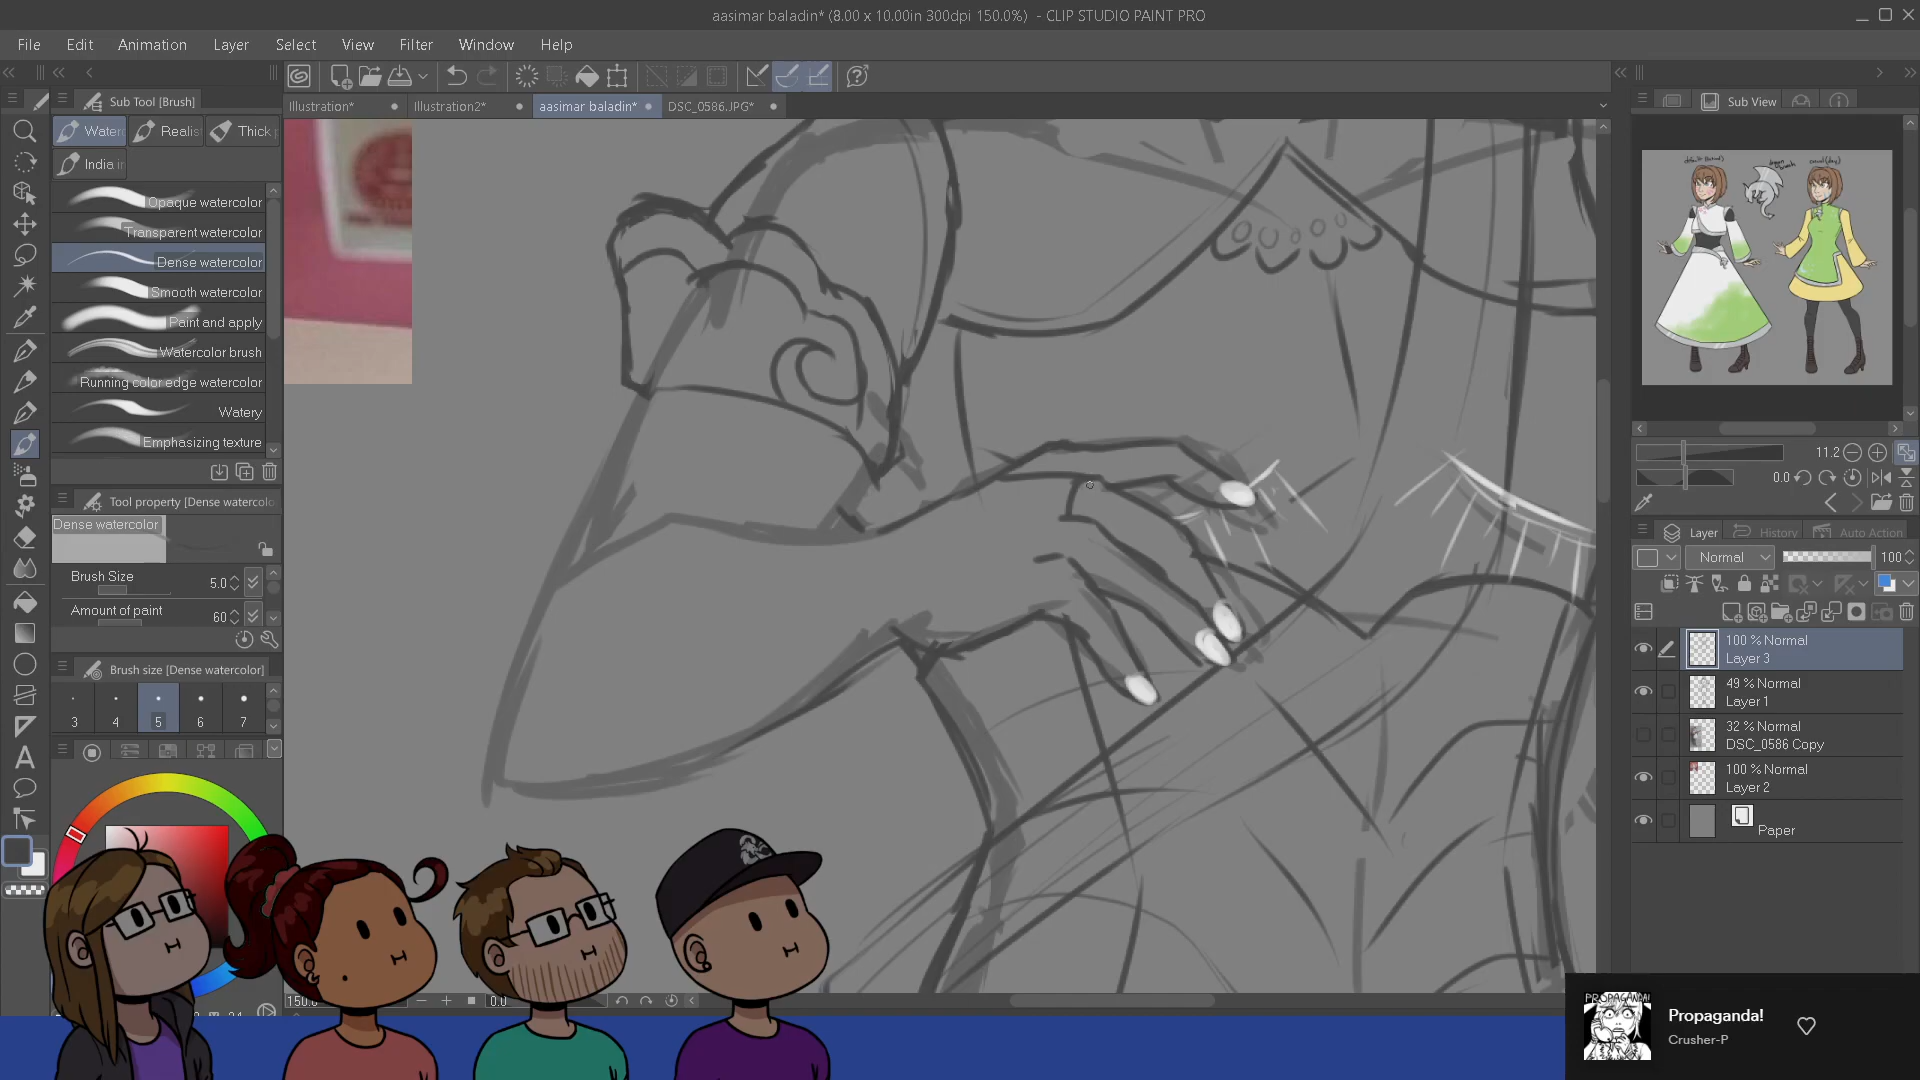 aasimar baladin* (8.00 x 10.00in 300dpi 150.0%) - CLIP STUDIO PAINT PRO
File Edit Animation Layer Select View Filter Window Help
Sub Tool [Brush]
Illustration* Illustration2* aasimar baladin* DSC_0586.JPG*
Sub View
Waterc Realis Thick
India in
Opaque watercolor
Transparent watercolor
Dense watercolor
Smooth watercolor
Paint and apply
Watercolor brush
Running color edge watercolor
Watery
Emphasizing texture
Tool property [Dense watercolo
Dense watercolor
Brush Size 5.0
Amount of paint 60
Brush size [Dense watercolor]
3 4 5 6 7
11.2
0.0
Layer History Auto Action
Normal 100
100 % Normal
Layer 3
49 % Normal
Layer 1
32 % Normal
DSC_0586 Copy
100 % Normal
Layer 2
Paper
150.0 0.0
PROPAGANDA!
Propaganda!
Crusher-P